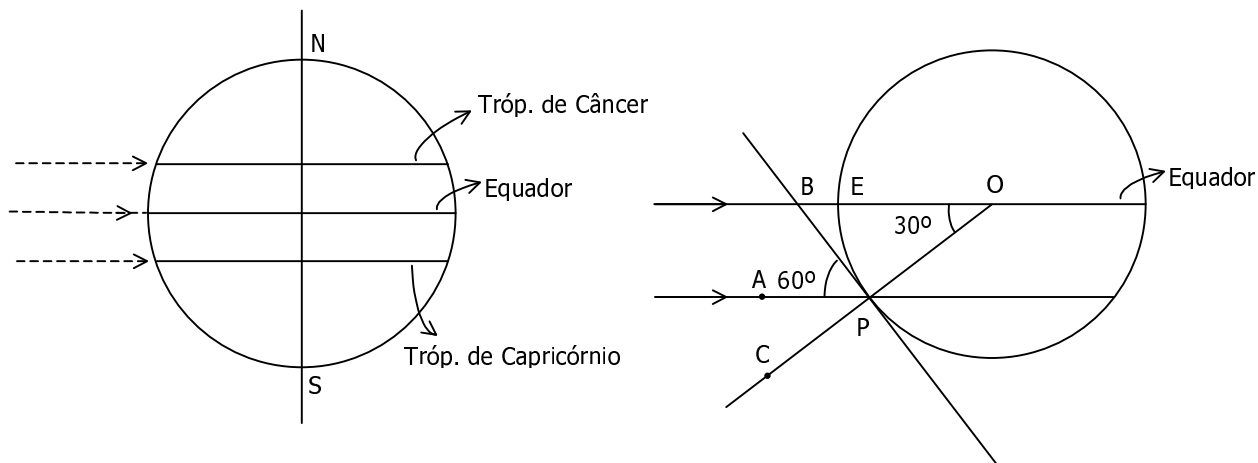 N
Tróp. de Câncer
Equador
Tróp. de Capricórnio
S
B
E
O
Equador
30º
A
60º
P
C